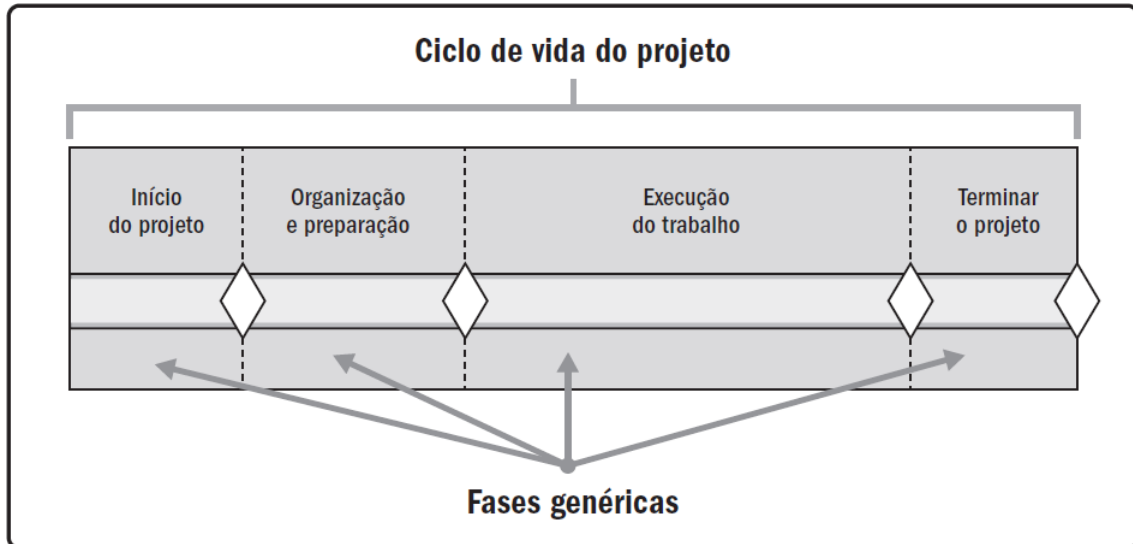 Ciclo de vida do projeto
Início
do projeto
Organização
e preparação
Execução
do trabalho
Terminar
o projeto
Fases genéricas